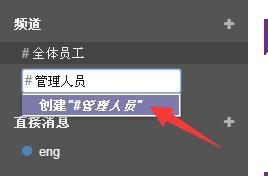 频道 +
# 全体员工
# 管理人员
创建"#管理人员"
直接消息 +
eng